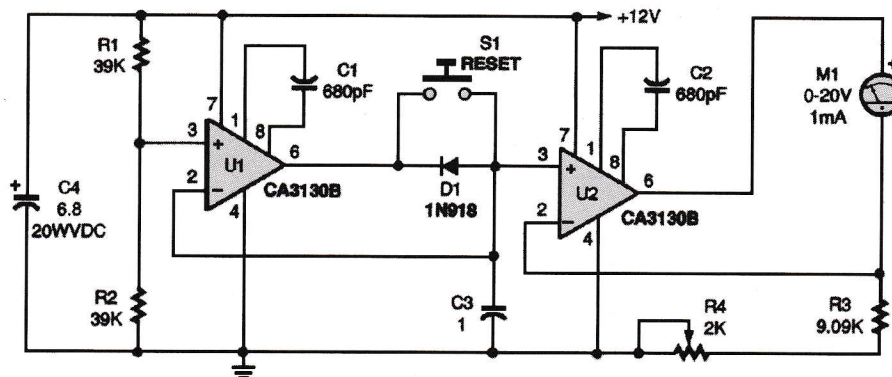 +12V
R1
39K
C1
680pF
S1
RESET
C2
680pF
M1
0-20V
1mA
+
7
1
8
3
+
6
2
−
4
U1
CA3130B
D1
1N918
7
1
8
3
+
6
2
−
4
U2
CA3130B
+
C4
6.8
20WVDC
R2
39K
C3
1
R4
2K
R3
9.09K